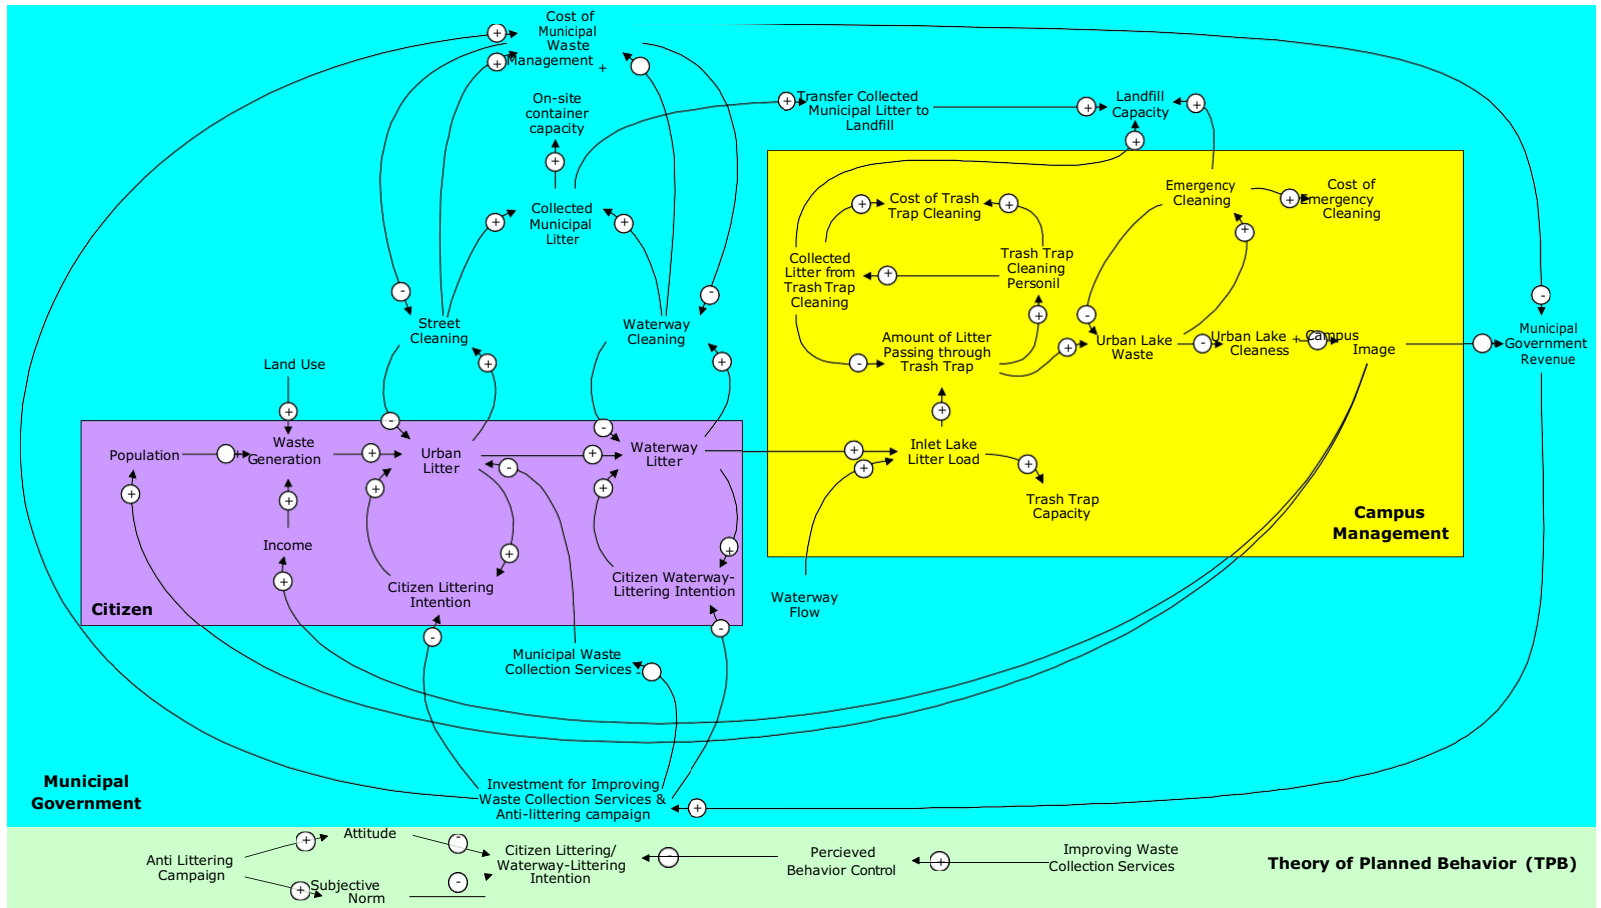 Cost of
Municipal
Waste
Management
+
On-site
container
capacity
Transfer Collected
Municipal Litter to
Landfill
Landfill
Capacity
Collected
Municipal
Litter
Emergency
Cleaning
Cost of
Emergency
Cleaning
Cost of Trash
Trap Cleaning
Collected
Litter from
Trash Trap
Cleaning
Trash Trap
Cleaning
Personil
Street
Cleaning
Waterway
Cleaning
Amount of Litter
Passing through
Trash Trap
Urban Lake
Waste
Urban Lake
Cleaness
+
Campus
Image
Municipal
Government
Revenue
Land Use
Population
Waste
Generation
Urban
Litter
Waterway
Litter
Inlet Lake
Litter Load
Trash Trap
Capacity
Campus
Management
Income
Citizen Littering
Intention
Citizen Waterway-
Littering Intention
Citizen
Waterway
Flow
Municipal Waste
Collection Services
Municipal
Government
Investment for Improving
Waste Collection Services &
Anti-littering campaign
Attitude
Anti Littering
Campaign
Subjective
Norm
Citizen Littering/
Waterway-Littering
Intention
Percieved
Behavior Control
Improving Waste
Collection Services
Theory of Planned Behavior (TPB)